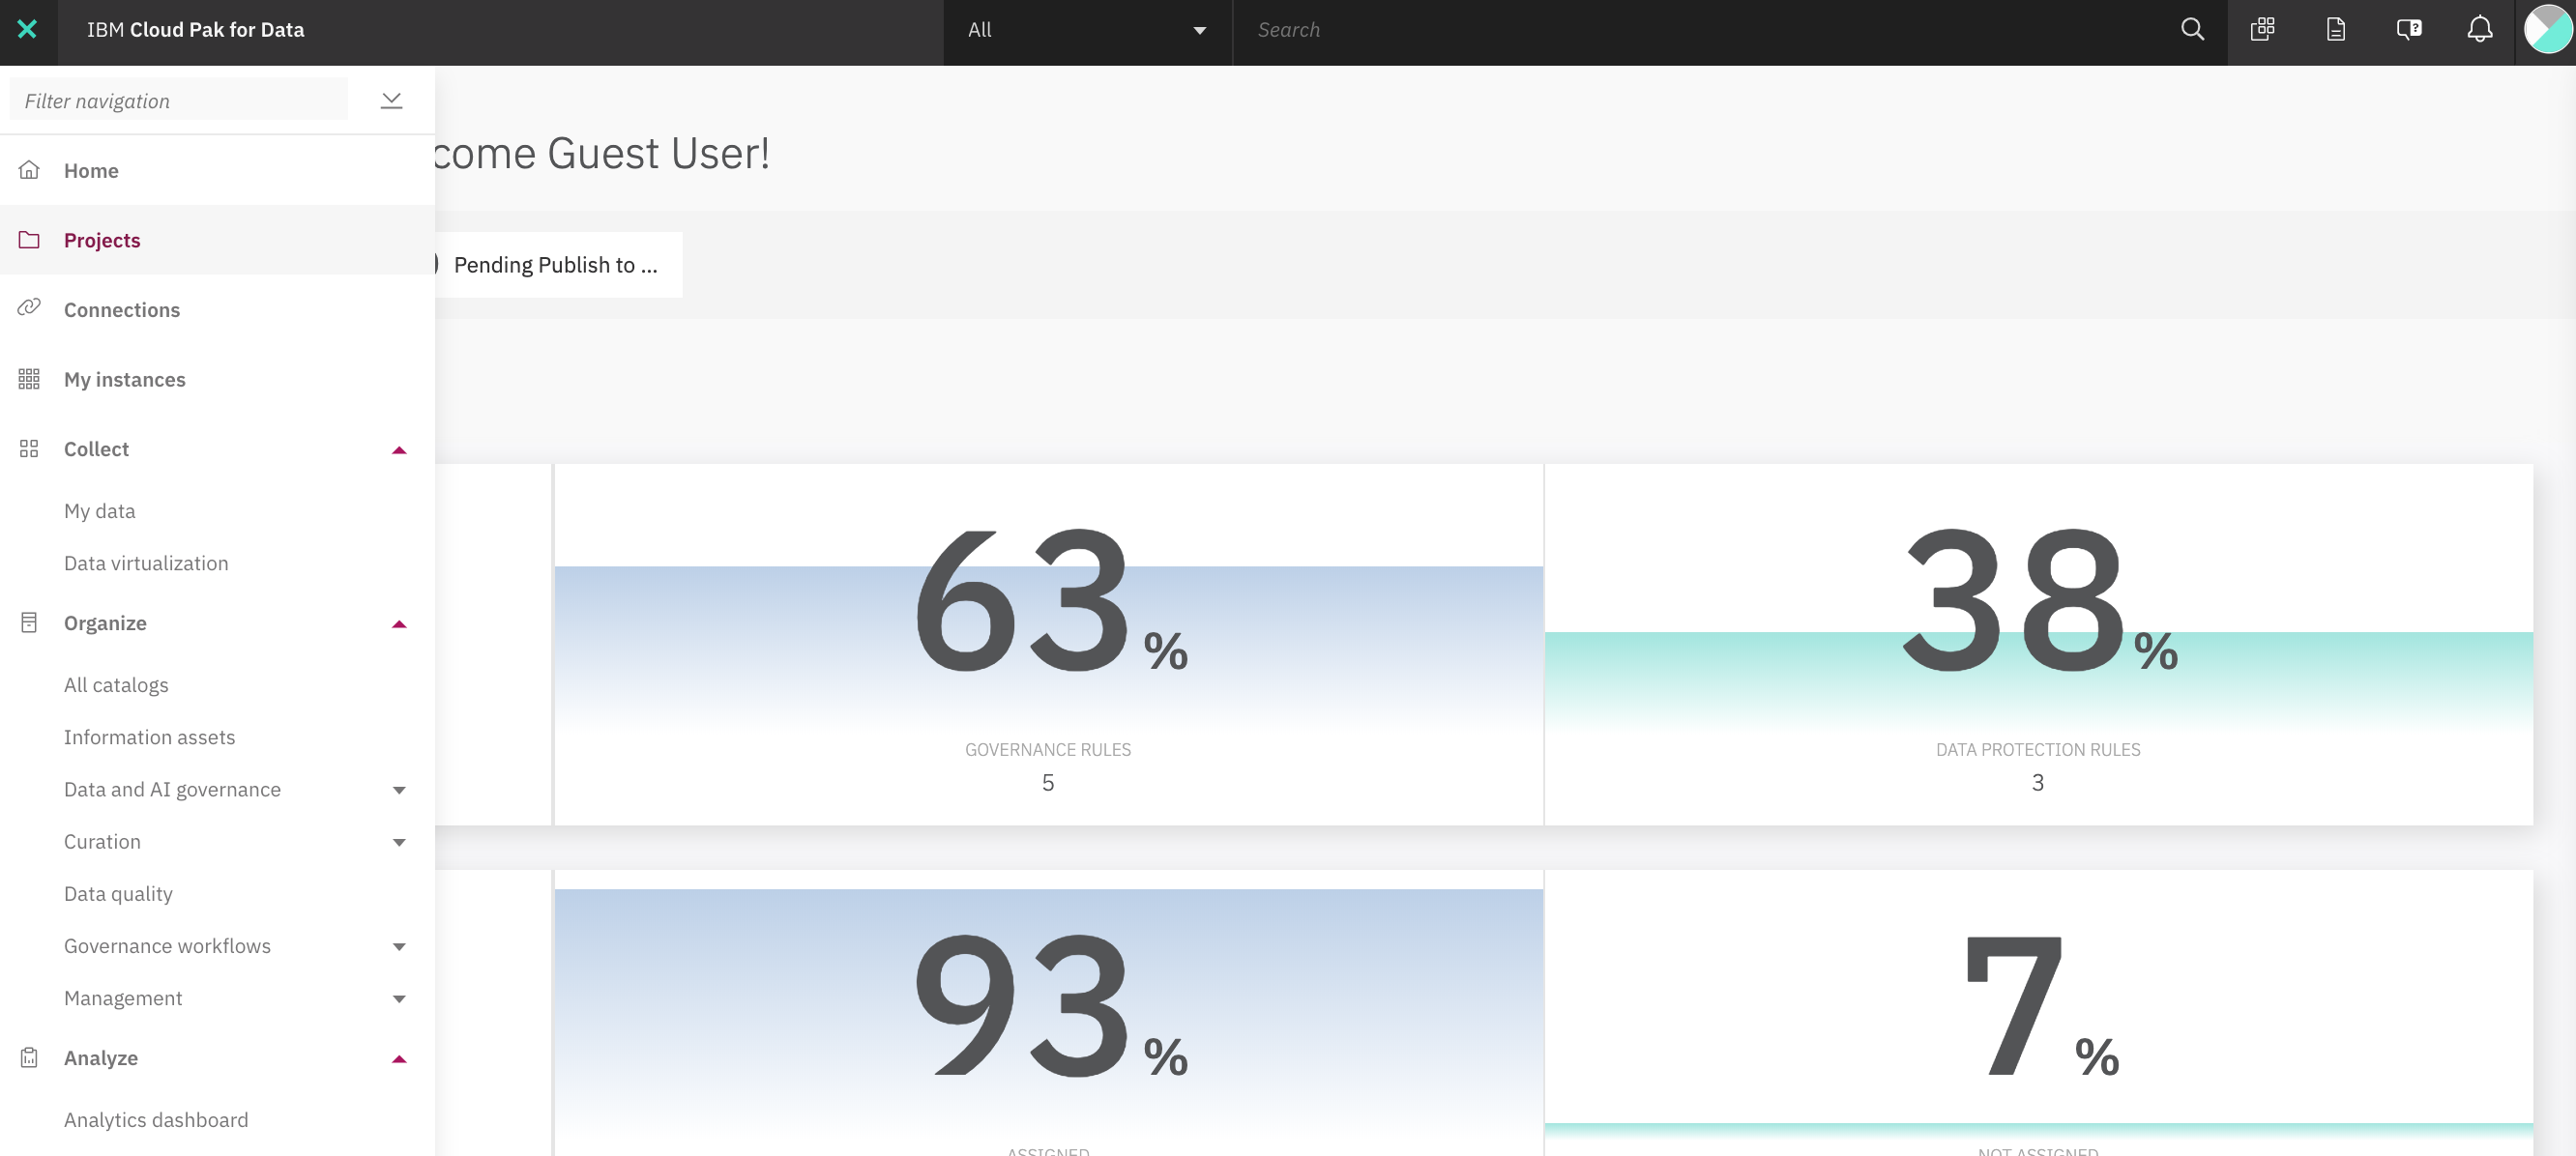 IBM Cloud Pak for Data
All
Search
Filter navigation
Home
Projects
Connections
My instances
Collect
My data
Data virtualization
Organize
All catalogs
Information assets
Data and AI governance
Curation
Data quality
Governance workflows
Management
Analyze
Analytics dashboard
come Guest User!
Pending Publish to ...
63%
GOVERNANCE RULES
5
38%
DATA PROTECTION RULES
3
93%
ASSIGNED
7%
NOT ASSIGNED